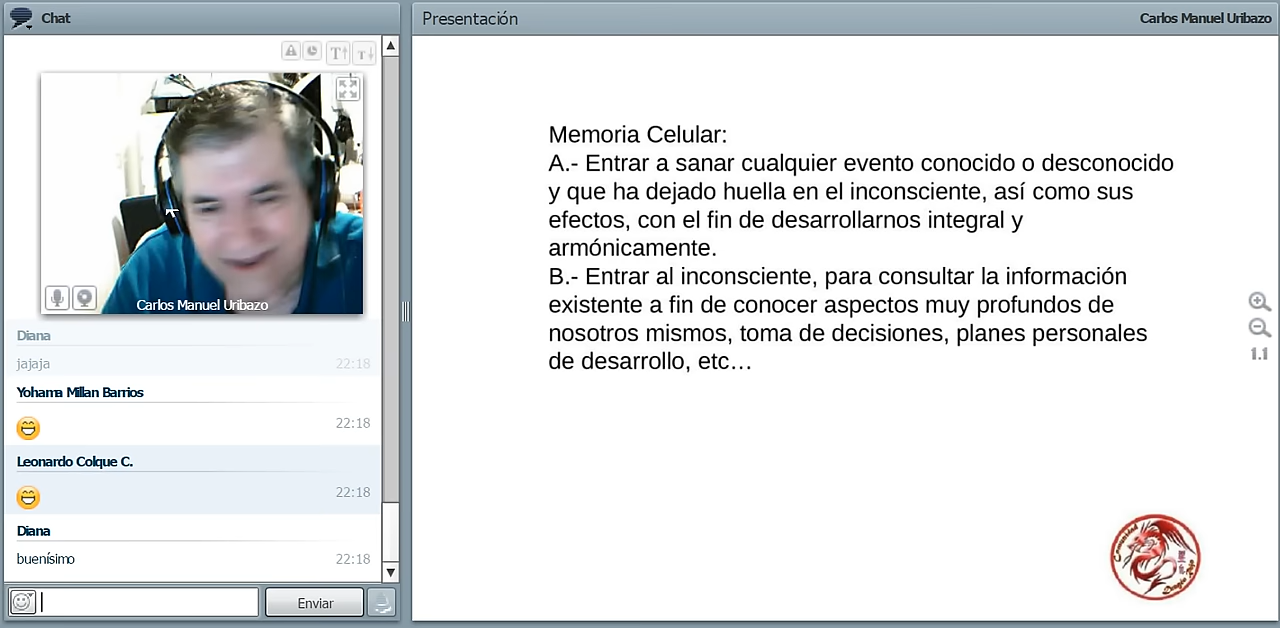 Chat
Carlos Manuel Uribazo
Diana
jajaja 22:18
Yohama Millan Barrios
22:18
Leonardo Colque C.
22:18
Diana
buenísimo 22:18
Enviar
Presentación Carlos Manuel Uribazo
Memoria Celular:
A.- Entrar a sanar cualquier evento conocido o desconocido
y que ha dejado huella en el inconsciente, así como sus
efectos, con el fin de desarrollarnos integral y
armónicamente.
B.- Entrar al inconsciente, para consultar la información
existente a fin de conocer aspectos muy profundos de
nosotros mismos, toma de decisiones, planes personales
de desarrollo, etc…
1.1
Comunidad
Dragón Rojo